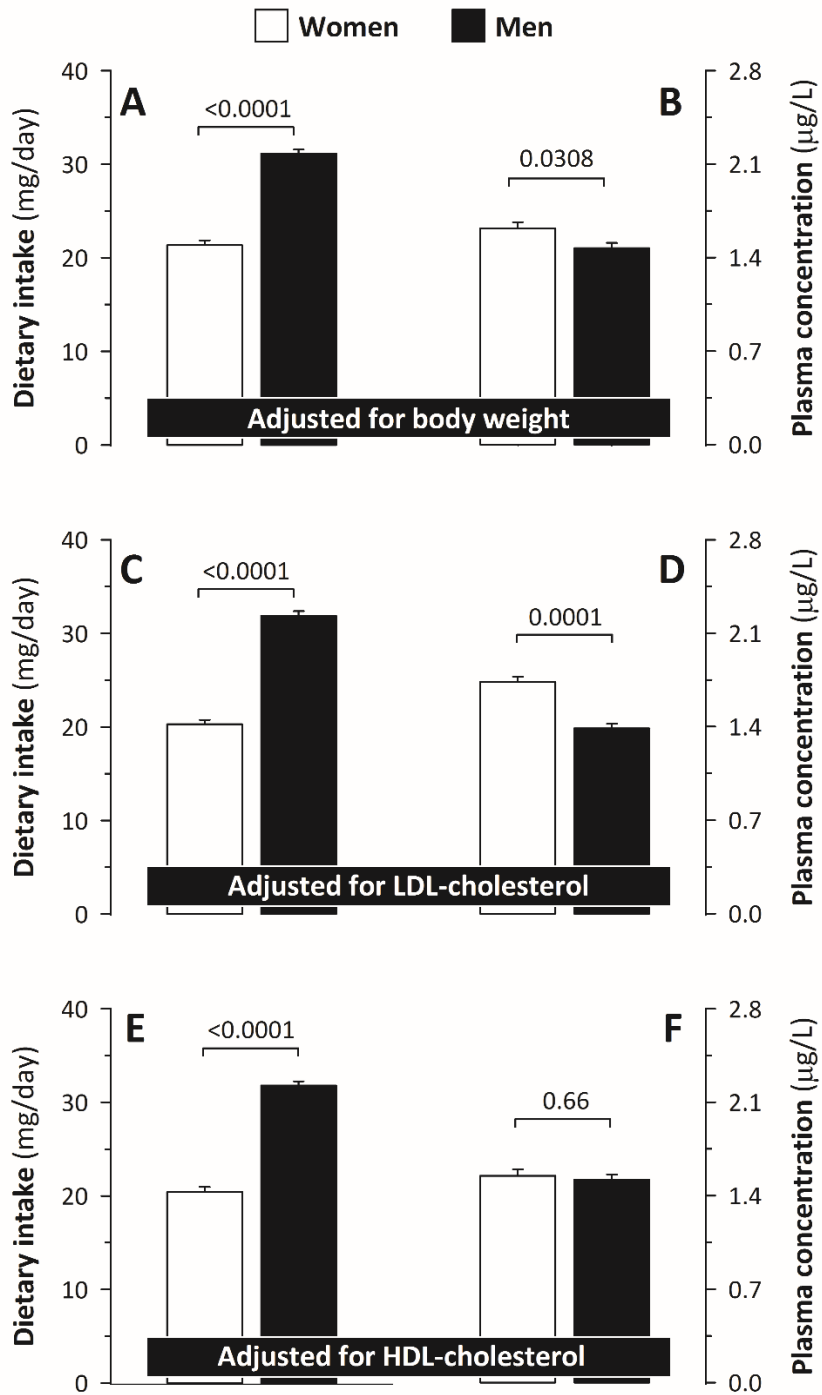 Women Men
A
B
Dietary intake (mg/day)
40
30
20
10
0
<0.0001
0.0308
2.8
2.1
1.4
0.7
0.0
Plasma concentration (µg/L)
Adjusted for body weight
C
D
Dietary intake (mg/day)
40
30
20
10
0
<0.0001
0.0001
2.8
2.1
1.4
0.7
0.0
Plasma concentration (µg/L)
Adjusted for LDL-cholesterol
E
F
Dietary intake (mg/day)
40
30
20
10
0
<0.0001
0.66
2.8
2.1
1.4
0.7
0.0
Plasma concentration (µg/L)
Adjusted for HDL-cholesterol